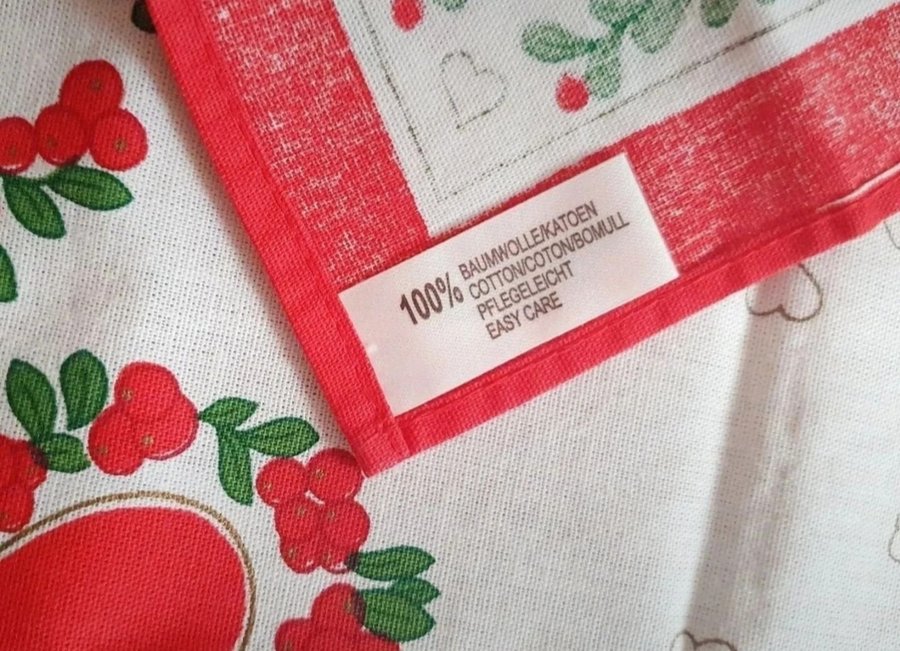 100% BAUMWOLLE/KATOEN
COTTON/COTON/BOMULL
PFLEGELEICHT
EASY CARE